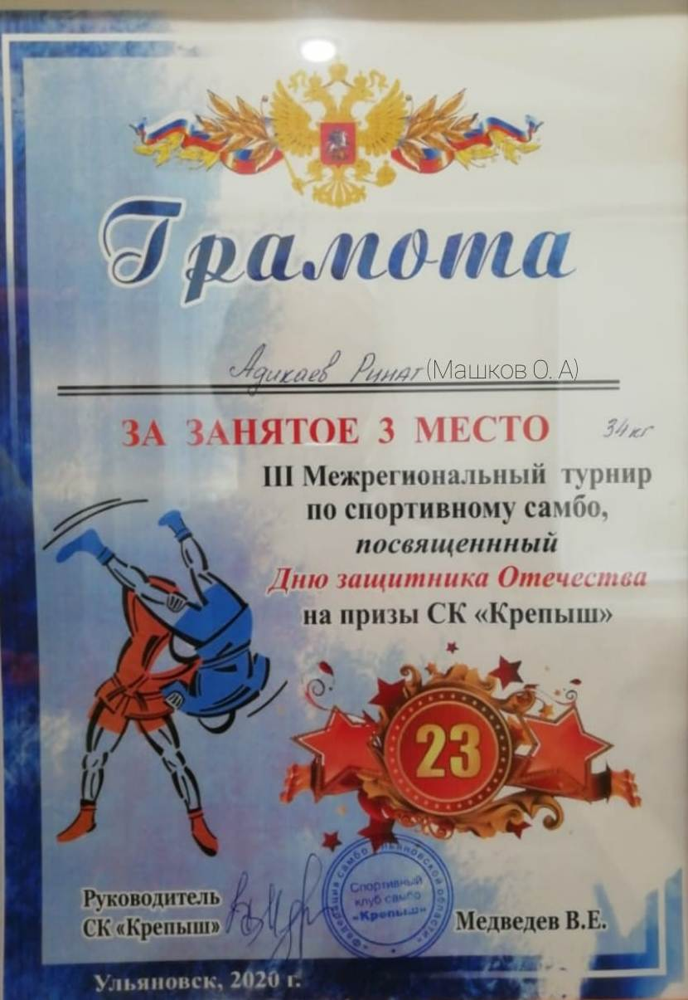 Грамота
Адикаев Ринат (Машков О. А)
ЗА ЗАНЯТОЕ 3 МЕСТО 34 кг
III Межрегиональный турнир
по спортивному самбо,
посвященнный
Дню защитника Отечества
на призы СК «Крепыш»
23
Федерация самбо Ульяновской области
Спортивный
клуб самбо
«Крепыш»
Руководитель
СК «Крепыш»
Медведев В.Е.
Ульяновск, 2020 г.